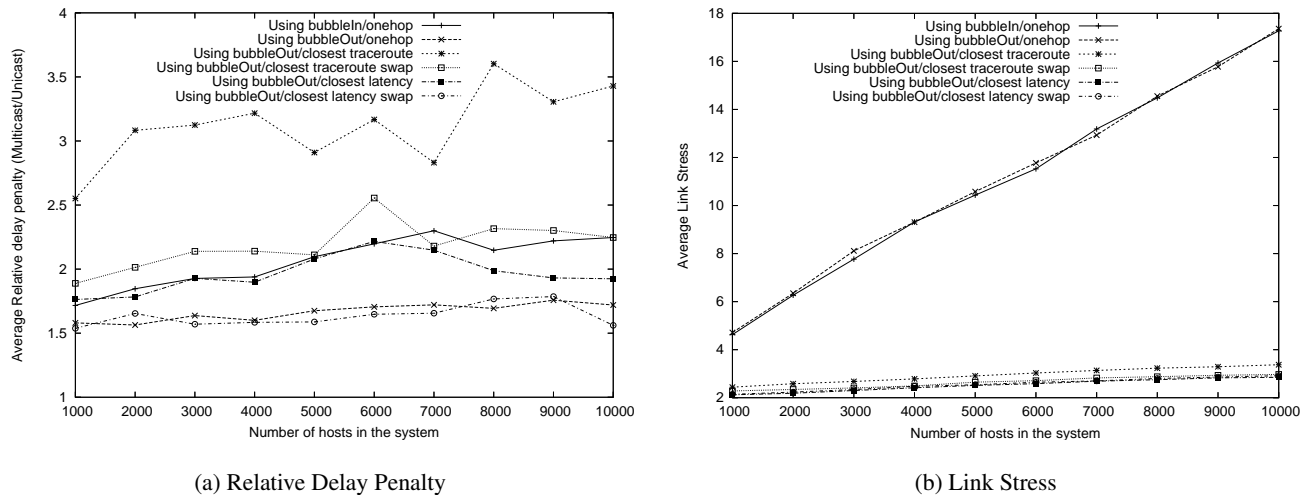 4
3.5
3
2.5
2
1.5
1
Average Relative delay penalty (Multicast/Unicast)
Using bubbleIn/onehop
Using bubbleOut/onehop
Using bubbleOut/closest traceroute
Using bubbleOut/closest traceroute swap
Using bubbleOut/closest latency
Using bubbleOut/closest latency swap
1000 2000 3000 4000 5000 6000 7000 8000 9000 10000
Number of hosts in the system
(a) Relative Delay Penalty
18
16
14
12
10
8
6
4
2
Average Link Stress
Using bubbleIn/onehop
Using bubbleOut/onehop
Using bubbleOut/closest traceroute
Using bubbleOut/closest traceroute swap
Using bubbleOut/closest latency
Using bubbleOut/closest latency swap
1000 2000 3000 4000 5000 6000 7000 8000 9000 10000
Number of hosts in the system
(b) Link Stress